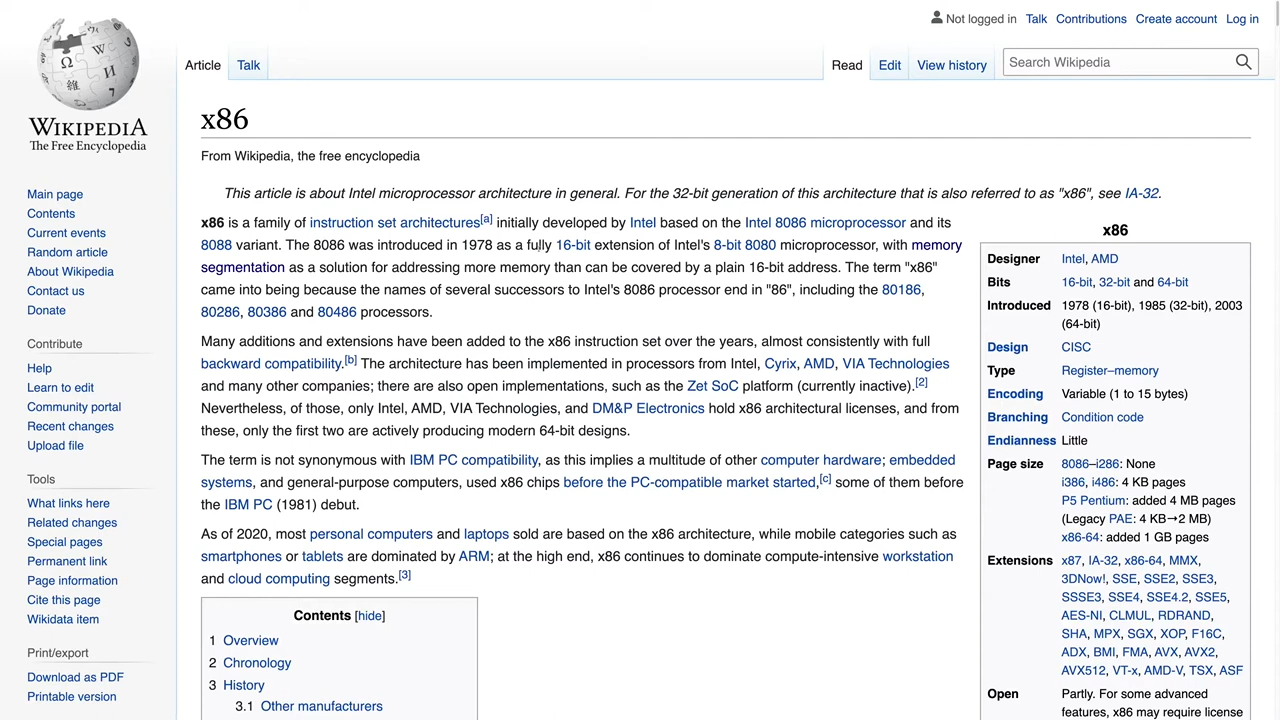 Not logged in Talk Contributions Create account Log in
Article Talk Read Edit View history Search Wikipedia
WIKIPEDIA
The Free Encyclopedia
Main page
Contents
Current events
Random article
About Wikipedia
Contact us
Donate
Contribute
Help
Learn to edit
Community portal
Recent changes
Upload file
Tools
What links here
Related changes
Special pages
Permanent link
Page information
Cite this page
Wikidata item
Print/export
Download as PDF
Printable version
x86
From Wikipedia, the free encyclopedia
This article is about Intel microprocessor architecture in general. For the 32-bit generation of this architecture that is also referred to as "x86", see IA-32.
x86 is a family of instruction set architectures[a] initially developed by Intel based on the Intel 8086 microprocessor and its
8088 variant. The 8086 was introduced in 1978 as a fully 16-bit extension of Intel's 8-bit 8080 microprocessor, with memory
segmentation as a solution for addressing more memory than can be covered by a plain 16-bit address. The term "x86"
came into being because the names of several successors to Intel's 8086 processor end in "86", including the 80186,
80286, 80386 and 80486 processors.
Many additions and extensions have been added to the x86 instruction set over the years, almost consistently with full
backward compatibility.[b] The architecture has been implemented in processors from Intel, Cyrix, AMD, VIA Technologies
and many other companies; there are also open implementations, such as the Zet SoC platform (currently inactive).[2]
Nevertheless, of those, only Intel, AMD, VIA Technologies, and DM&P Electronics hold x86 architectural licenses, and from
these, only the first two are actively producing modern 64-bit designs.
The term is not synonymous with IBM PC compatibility, as this implies a multitude of other computer hardware; embedded
systems, and general-purpose computers, used x86 chips before the PC-compatible market started,[c] some of them before
the IBM PC (1981) debut.
As of 2020, most personal computers and laptops sold are based on the x86 architecture, while mobile categories such as
smartphones or tablets are dominated by ARM; at the high end, x86 continues to dominate compute-intensive workstation
and cloud computing segments.[3]
Contents [hide]
1 Overview
2 Chronology
3 History
3.1 Other manufacturers
x86
Designer Intel, AMD
Bits 16-bit, 32-bit and 64-bit
Introduced 1978 (16-bit), 1985 (32-bit), 2003
(64-bit)
Design CISC
Type Register–memory
Encoding Variable (1 to 15 bytes)
Branching Condition code
Endianness Little
Page size 8086–i286: None
i386, i486: 4 KB pages
P5 Pentium: added 4 MB pages
(Legacy PAE: 4 KB→2 MB)
x86-64: added 1 GB pages
Extensions x87, IA-32, x86-64, MMX,
3DNow!, SSE, SSE2, SSE3,
SSSE3, SSE4, SSE4.2, SSE5,
AES-NI, CLMUL, RDRAND,
SHA, MPX, SGX, XOP, F16C,
ADX, BMI, FMA, AVX, AVX2,
AVX512, VT-x, AMD-V, TSX, ASF
Open Partly. For some advanced
features, x86 may require license